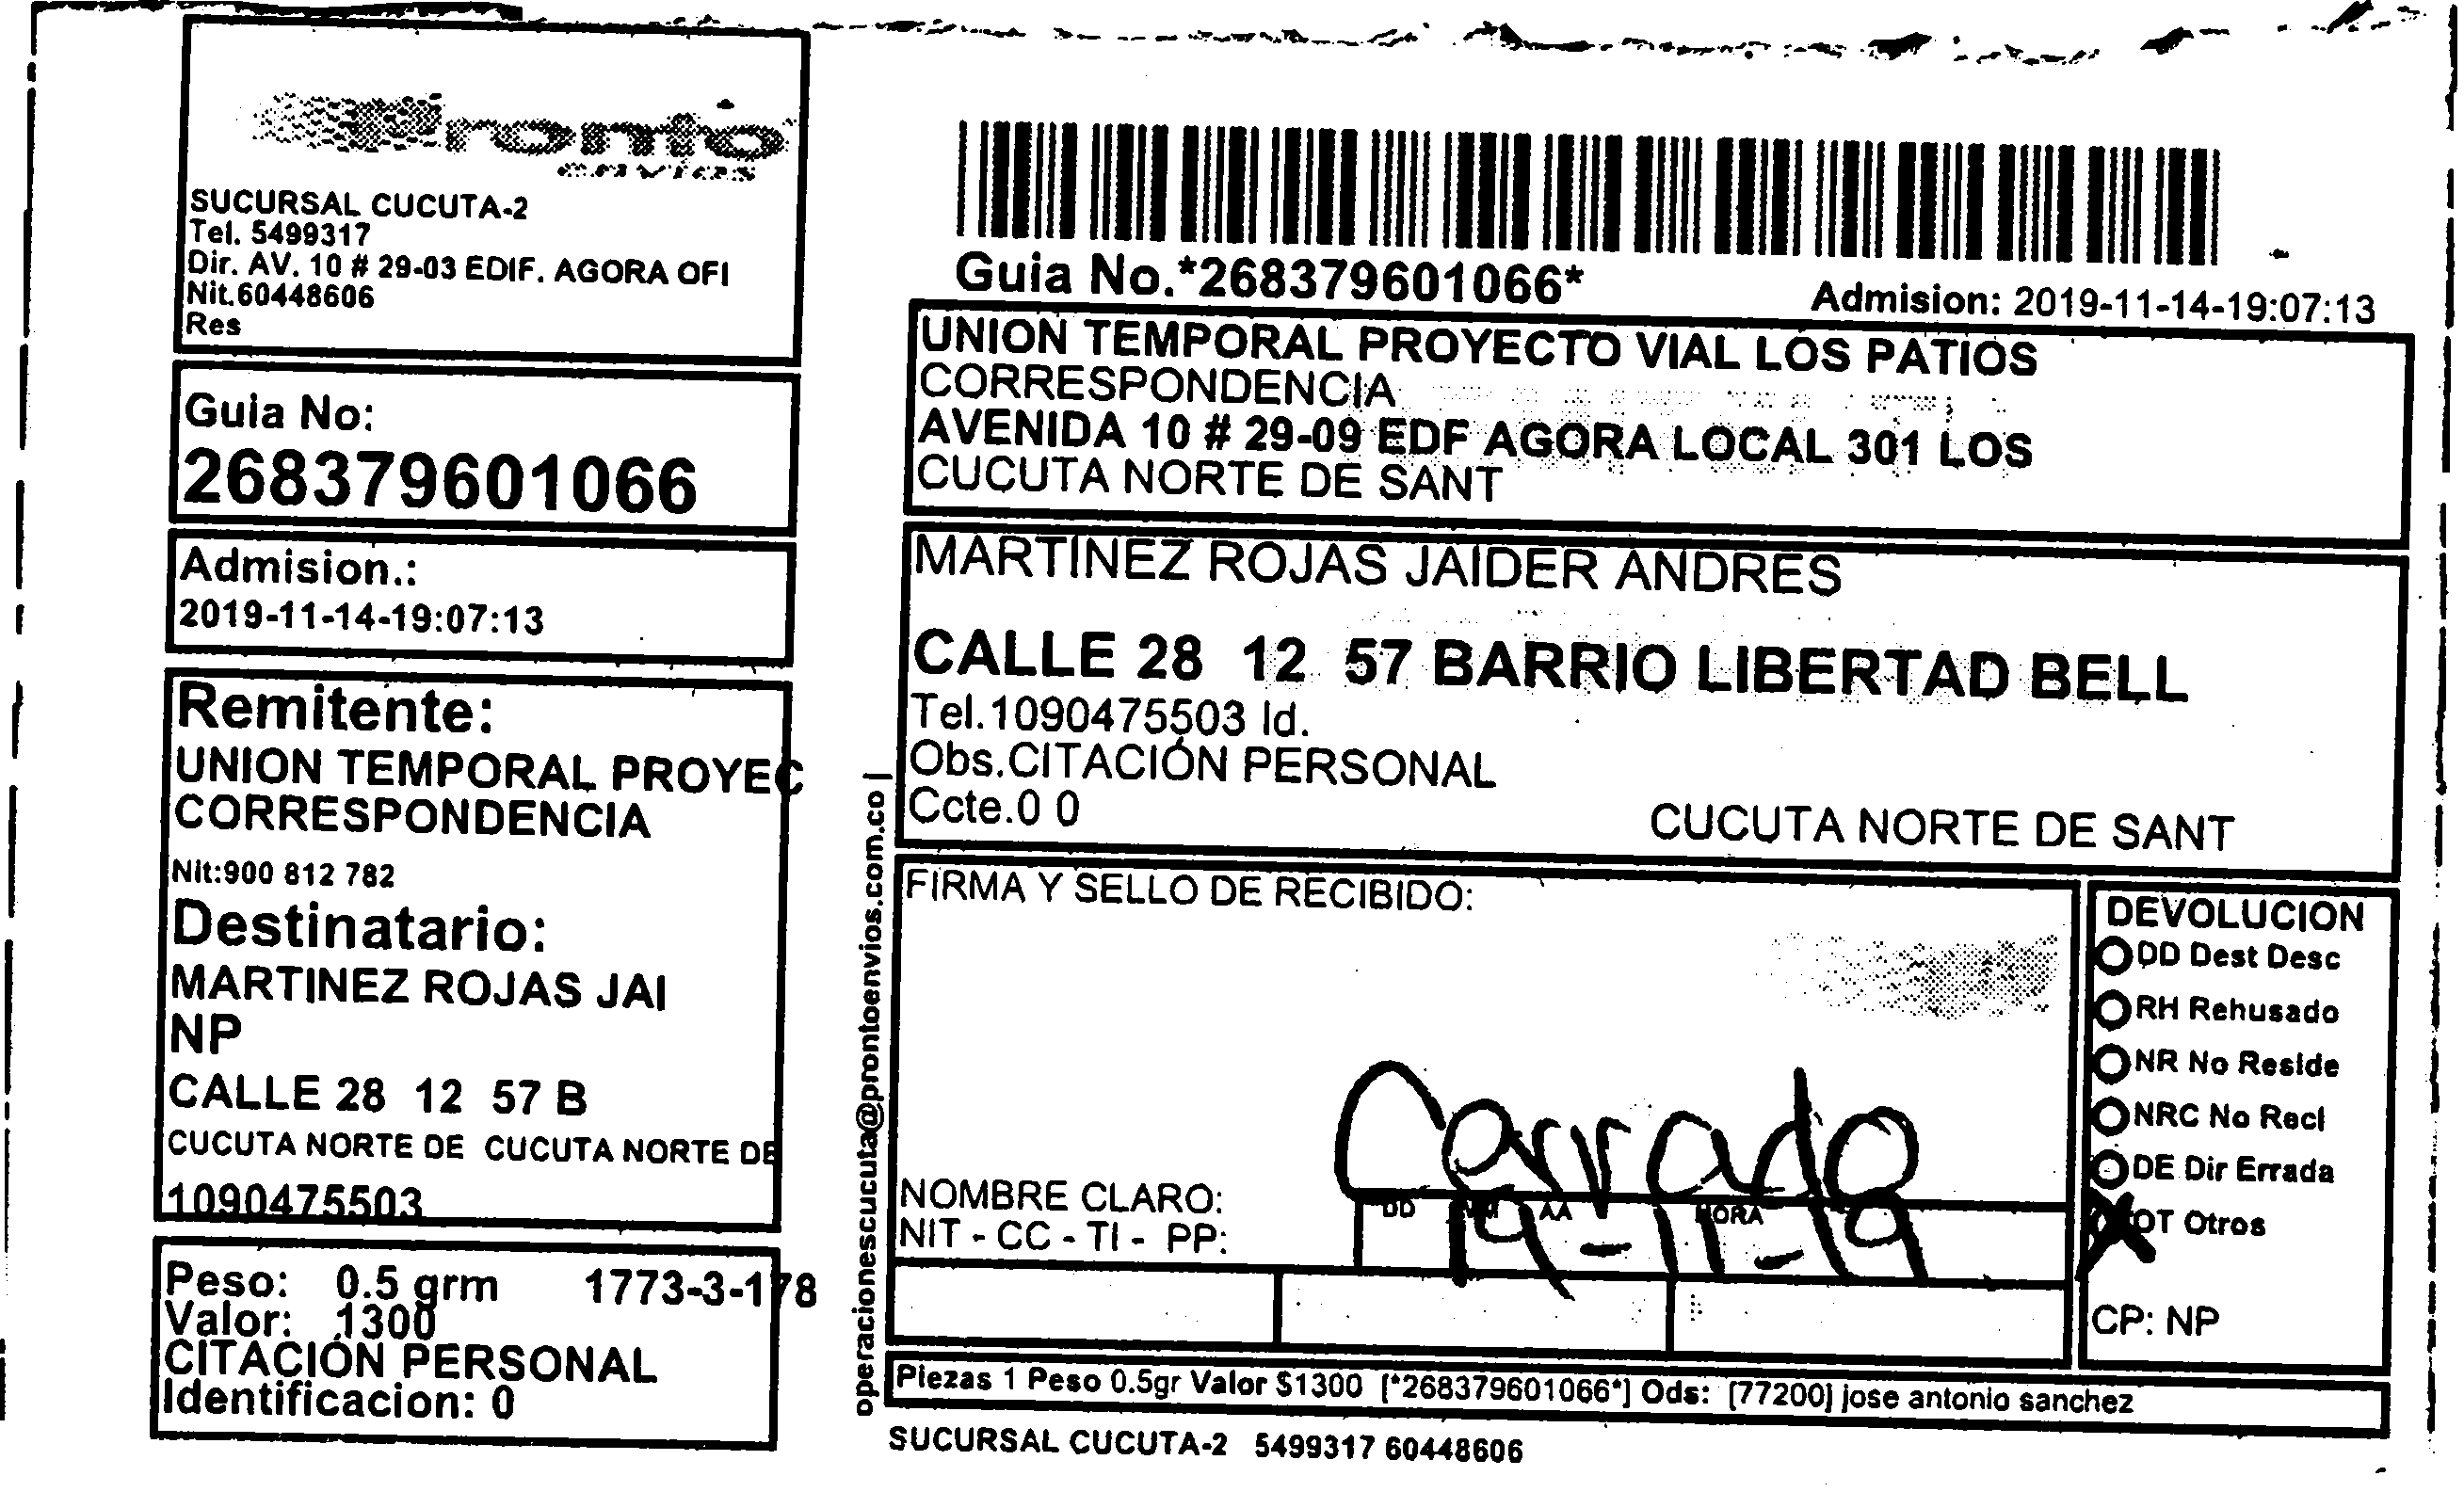 Pronto
envios
SUCURSAL CUCUTA-2
Tel. 5499317
Dir. AV. 10 # 29-03 EDIF. AGORA OFI
Nit.60448606
Res
Guia No:
268379601066
Admision.:
2019-11-14-19:07:13
Remitente:
UNION TEMPORAL PROYEC
CORRESPONDENCIA
Nit:900 812 782
Destinatario:
MARTINEZ ROJAS JAI
NP
CALLE 28 12 57 B
CUCUTA NORTE DE CUCUTA NORTE DE
1090475503
Peso: 0.5 grm 1773-3-178
Valor: 1300
CITACIÓN PERSONAL
Identificacion: 0
operacionescucuta@prontoenvios.com.co |
Guia No.*268379601066*
Admision: 2019-11-14-19:07:13
UNION TEMPORAL PROYECTO VIAL LOS PATIOS
CORRESPONDENCIA
AVENIDA 10 # 29-09 EDF AGORA LOCAL 301 LOS
CUCUTA NORTE DE SANT
MARTINEZ ROJAS JAIDER ANDRES
CALLE 28 12 57 BARRIO LIBERTAD BELL
Tel.1090475503 Id.
Obs.CITACIÓN PERSONAL
Ccte.0 0
CUCUTA NORTE DE SANT
FIRMA Y SELLO DE RECIBIDO:
Cerrado
NOMBRE CLARO:
NIT - CC - TI - PP:
DD MM AA HORA
19-11-19
DEVOLUCION
DD Dest Desc
RH Rehusado
NR No Reside
NRC No Recl
DE Dir Errada
OT Otros
CP: NP
Piezas 1 Peso 0.5gr Valor $1300 [*268379601066*] Ods: [77200] jose antonio sanchez
SUCURSAL CUCUTA-2 5499317 60448606